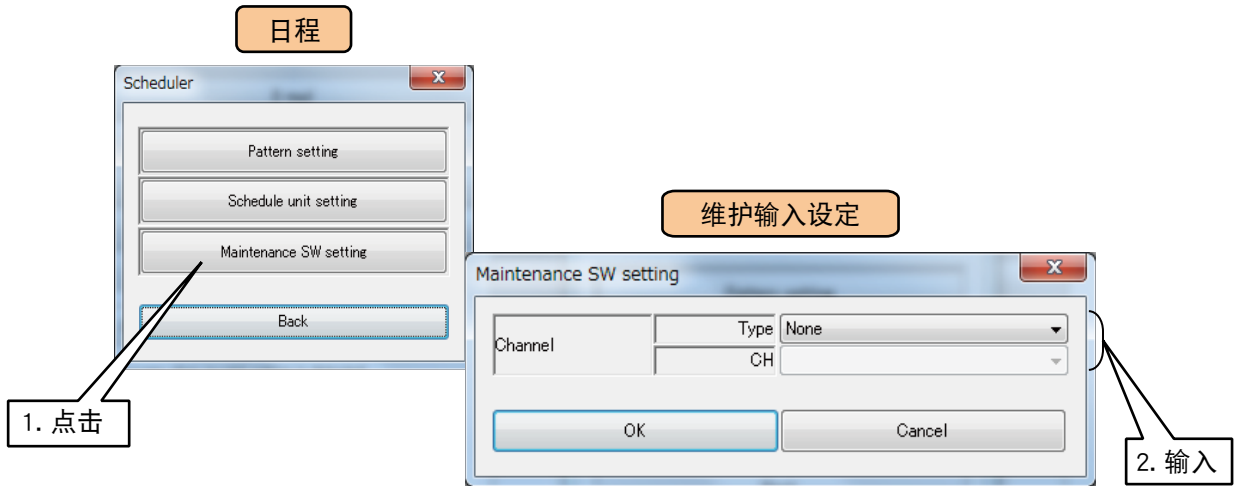 日程
Scheduler
x
Pattern setting
Schedule unit setting
Maintenance SW setting
Back
1. 点击
维护输入设定
Maintenance SW setting
x
Channel
Type
None
CH
OK
Cancel
2. 输入